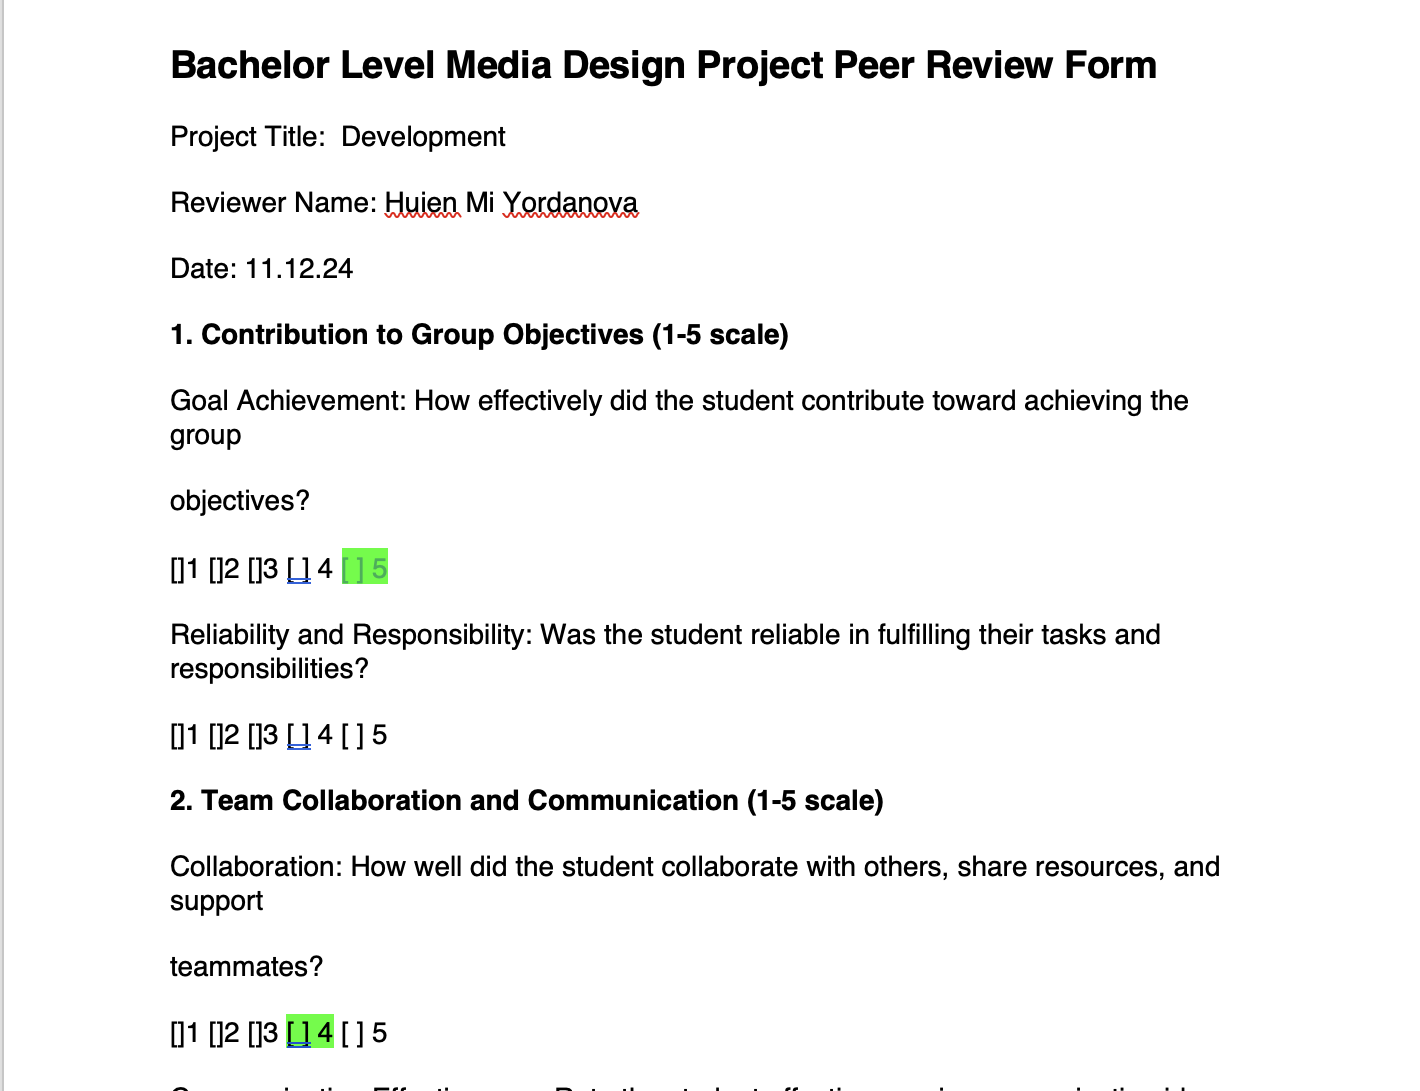 Bachelor Level Media Design Project Peer Review Form
Project Title:  Development
Reviewer Name: Huien Mi Yordanova
Date: 11.12.24
1. Contribution to Group Objectives (1-5 scale)
Goal Achievement: How effectively did the student contribute toward achieving the
group
objectives?
[]1 []2 []3 [ ] 4 [ ] 5
Reliability and Responsibility: Was the student reliable in fulfilling their tasks and
responsibilities?
[]1 []2 []3 [ ] 4 [ ] 5
2. Team Collaboration and Communication (1-5 scale)
Collaboration: How well did the student collaborate with others, share resources, and
support
teammates?
[]1 []2 []3 [ ] 4 [ ] 5